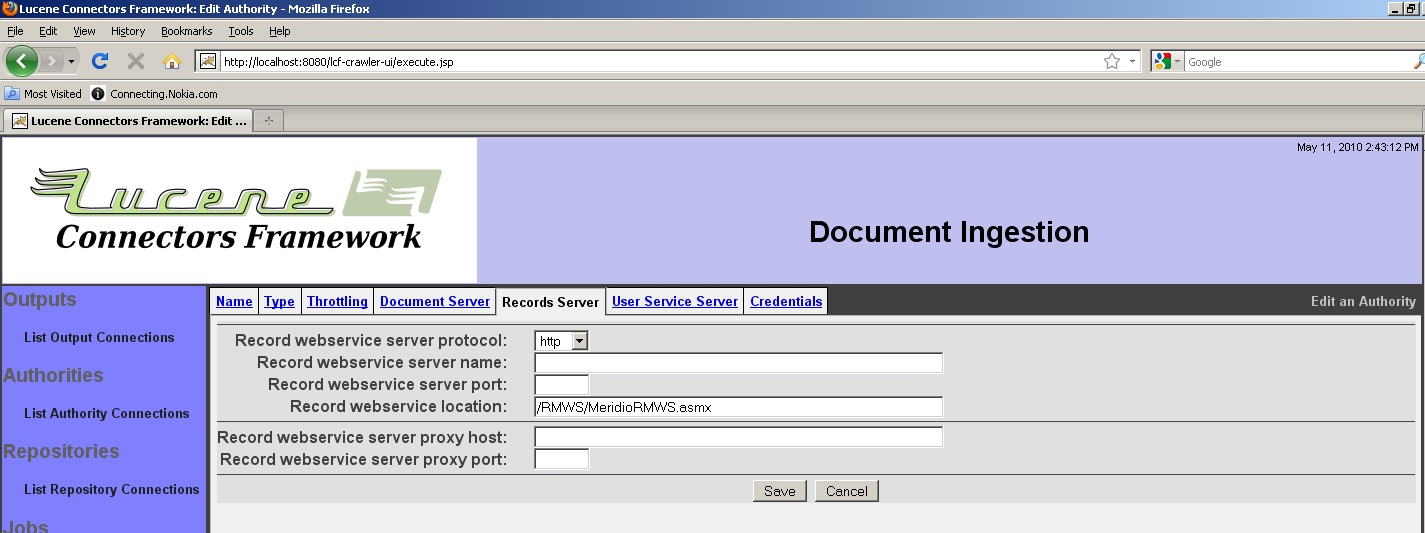 Lucene Connectors Framework: Edit Authority - Mozilla Firefox
File Edit View History Bookmarks Tools Help
http://localhost:8080/lcf-crawler-ui/execute.jsp
Google
Most Visited Connecting.Nokia.com
Lucene Connectors Framework: Edit ...
May 11, 2010 2:43:12 PM
Lucene
Connectors Framework
Document Ingestion
Name Type Throttling Document Server Records Server User Service Server Credentials Edit an Authority
Outputs
List Output Connections
Authorities
List Authority Connections
Repositories
List Repository Connections
Jobs
Record webservice server protocol: http
Record webservice server name:
Record webservice server port:
Record webservice location: /RMWS/MeridioRMWS.asmx
Record webservice server proxy host:
Record webservice server proxy port:
Save Cancel